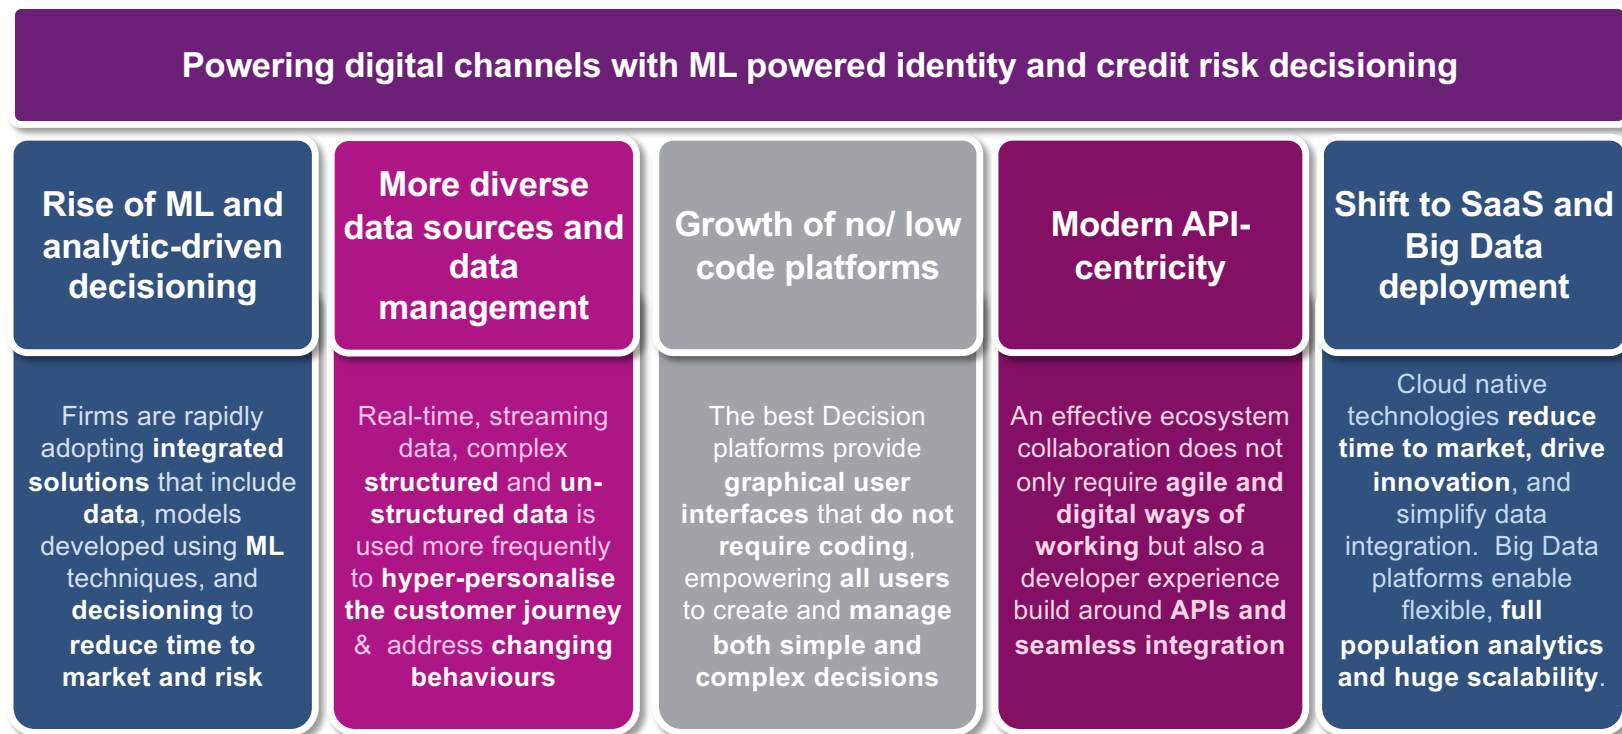 Powering digital channels with ML powered identity and credit risk decisioning
Rise of ML and
analytic-driven
decisioning
Firms are rapidly
adopting integrated
solutions that include
data, models
developed using ML
techniques, and
decisioning to
reduce time to
market and risk
More diverse
data sources and
data
management
Real-time, streaming
data, complex
structured and un-
structured data is
used more frequently
to hyper-personalise
the customer journey
& address changing
behaviours
Growth of no/ low
code platforms
The best Decision
platforms provide
graphical user
interfaces that do not
require coding,
empowering all users
to create and manage
both simple and
complex decisions
Modern API-
centricity
An effective ecosystem
collaboration does not
only require agile and
digital ways of
working but also a
developer experience
build around APIs and
seamless integration
Shift to SaaS and
Big Data
deployment
Cloud native
technologies reduce
time to market, drive
innovation, and
simplify data
integration. Big Data
platforms enable
flexible, full
population analytics
and huge scalability.